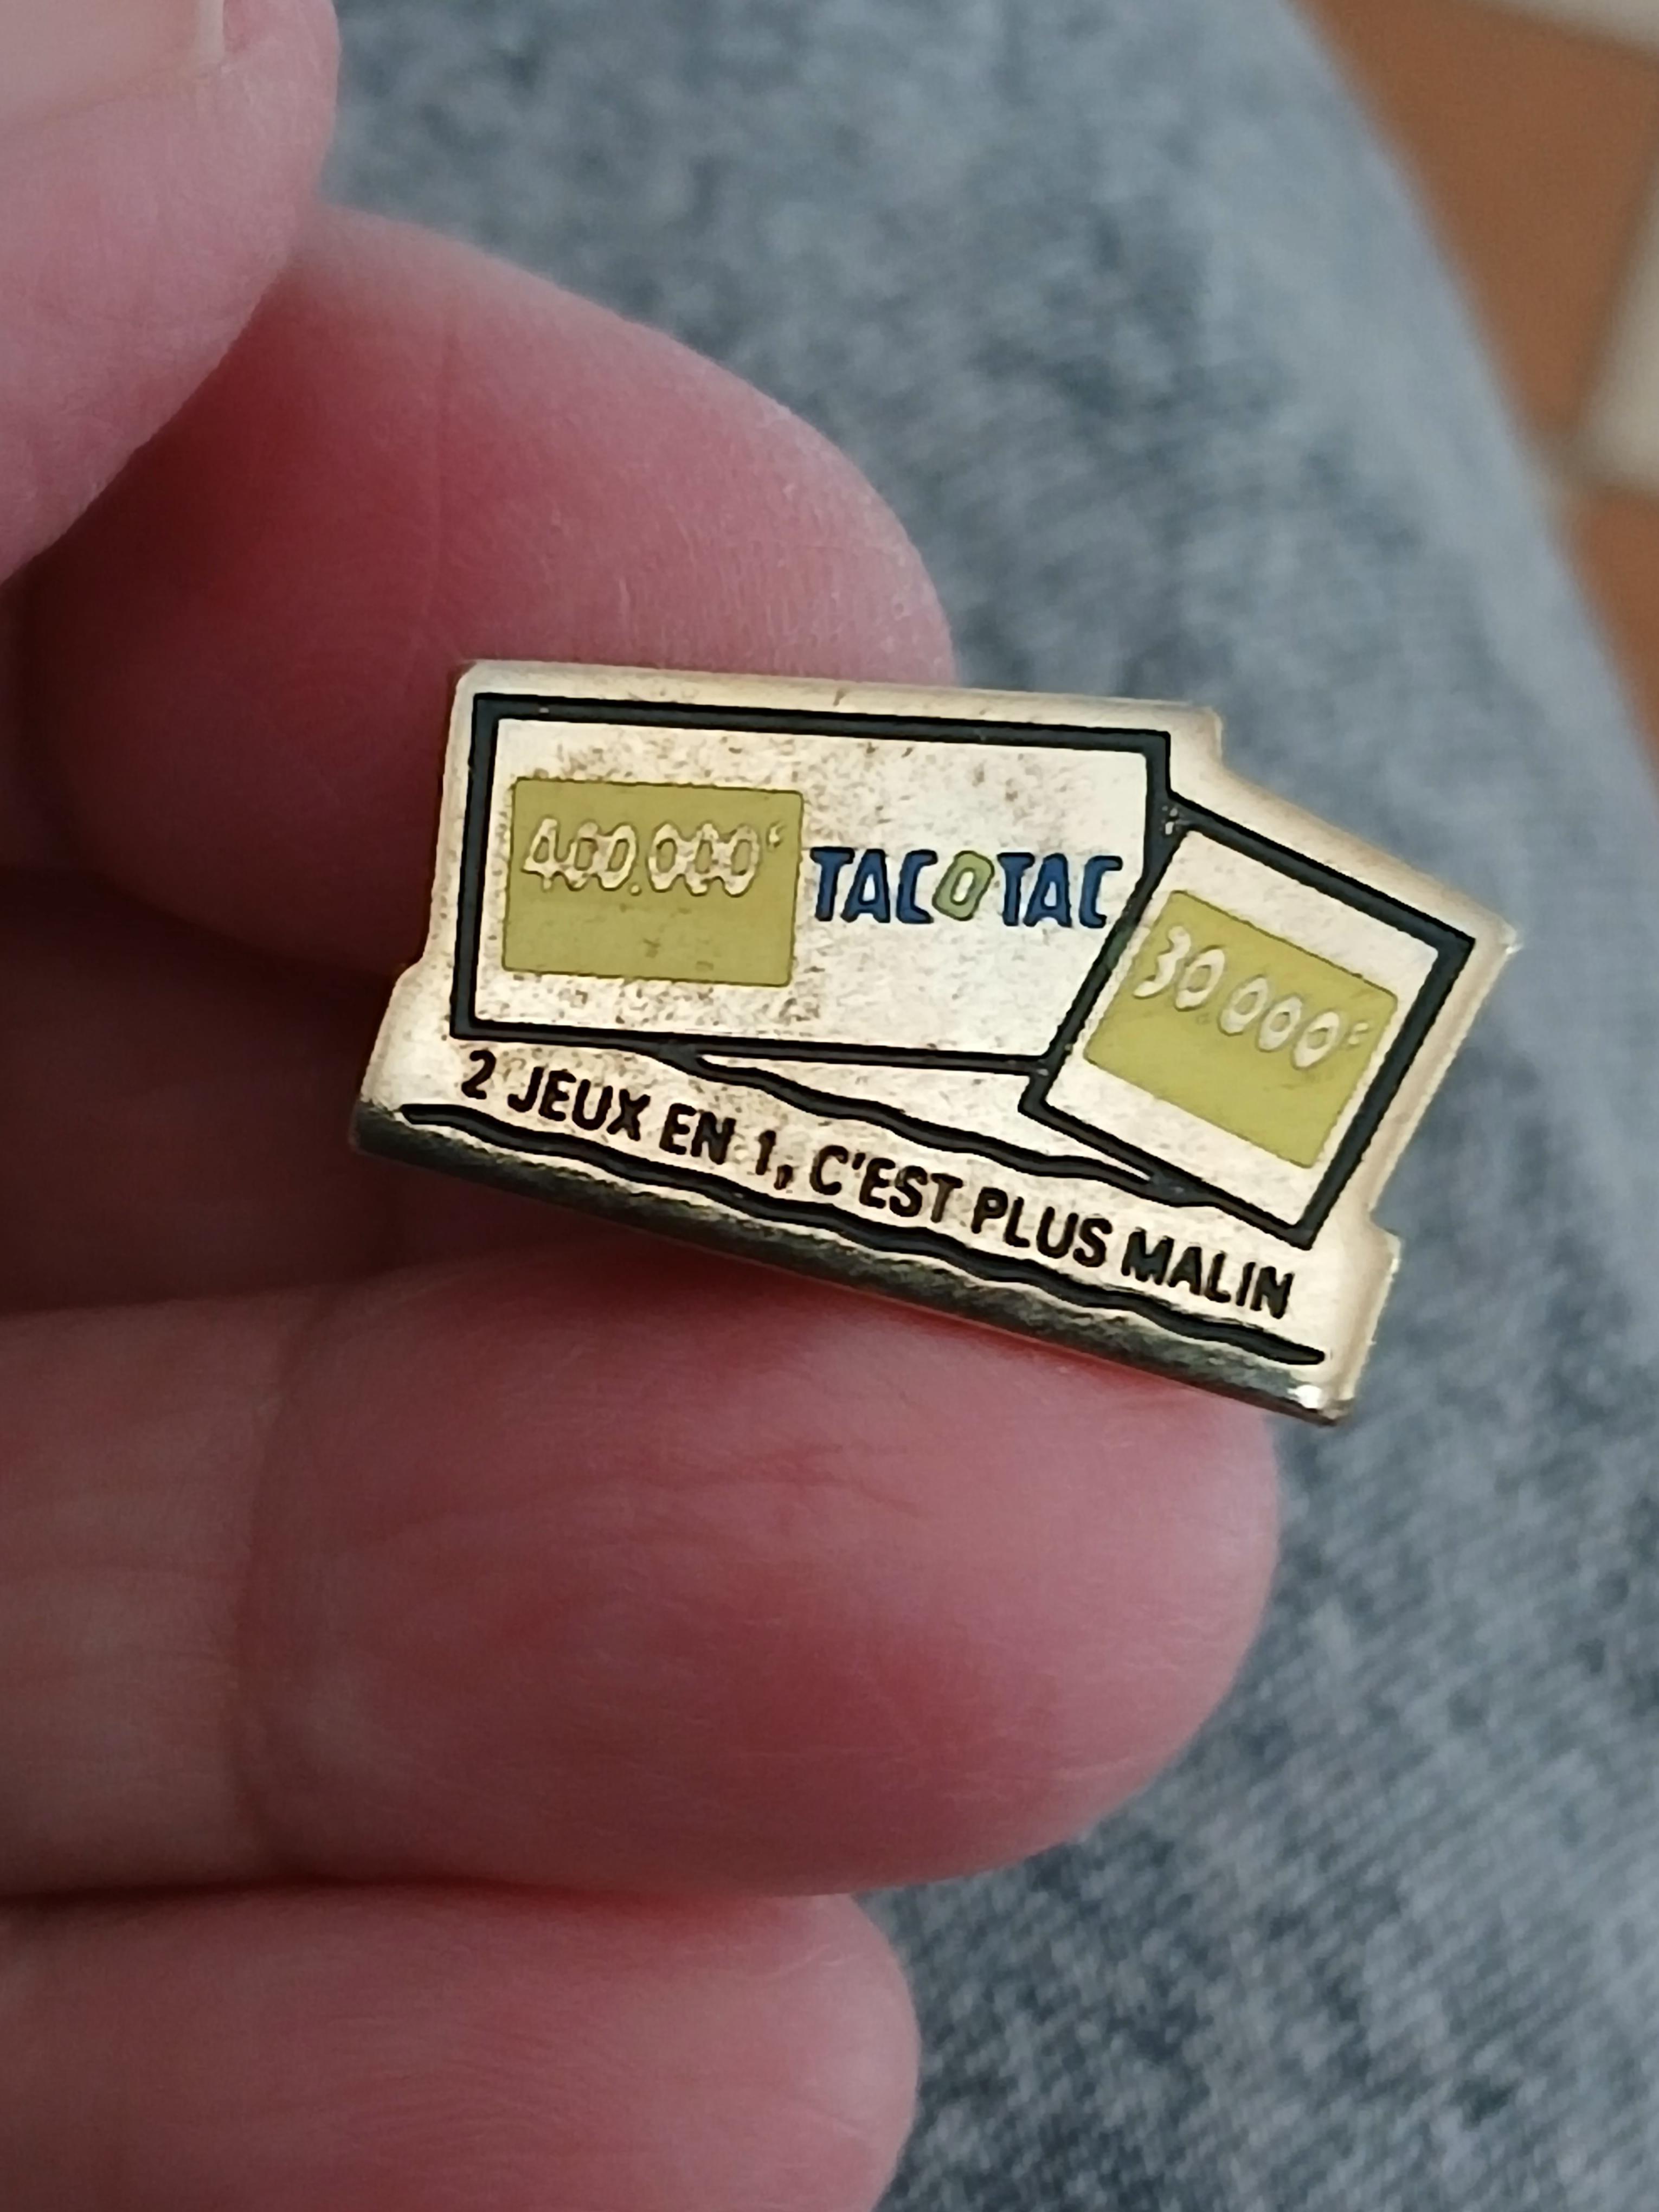 400.000F
TACOTAC
30.000F
2 JEUX EN 1, C'EST PLUS MALIN